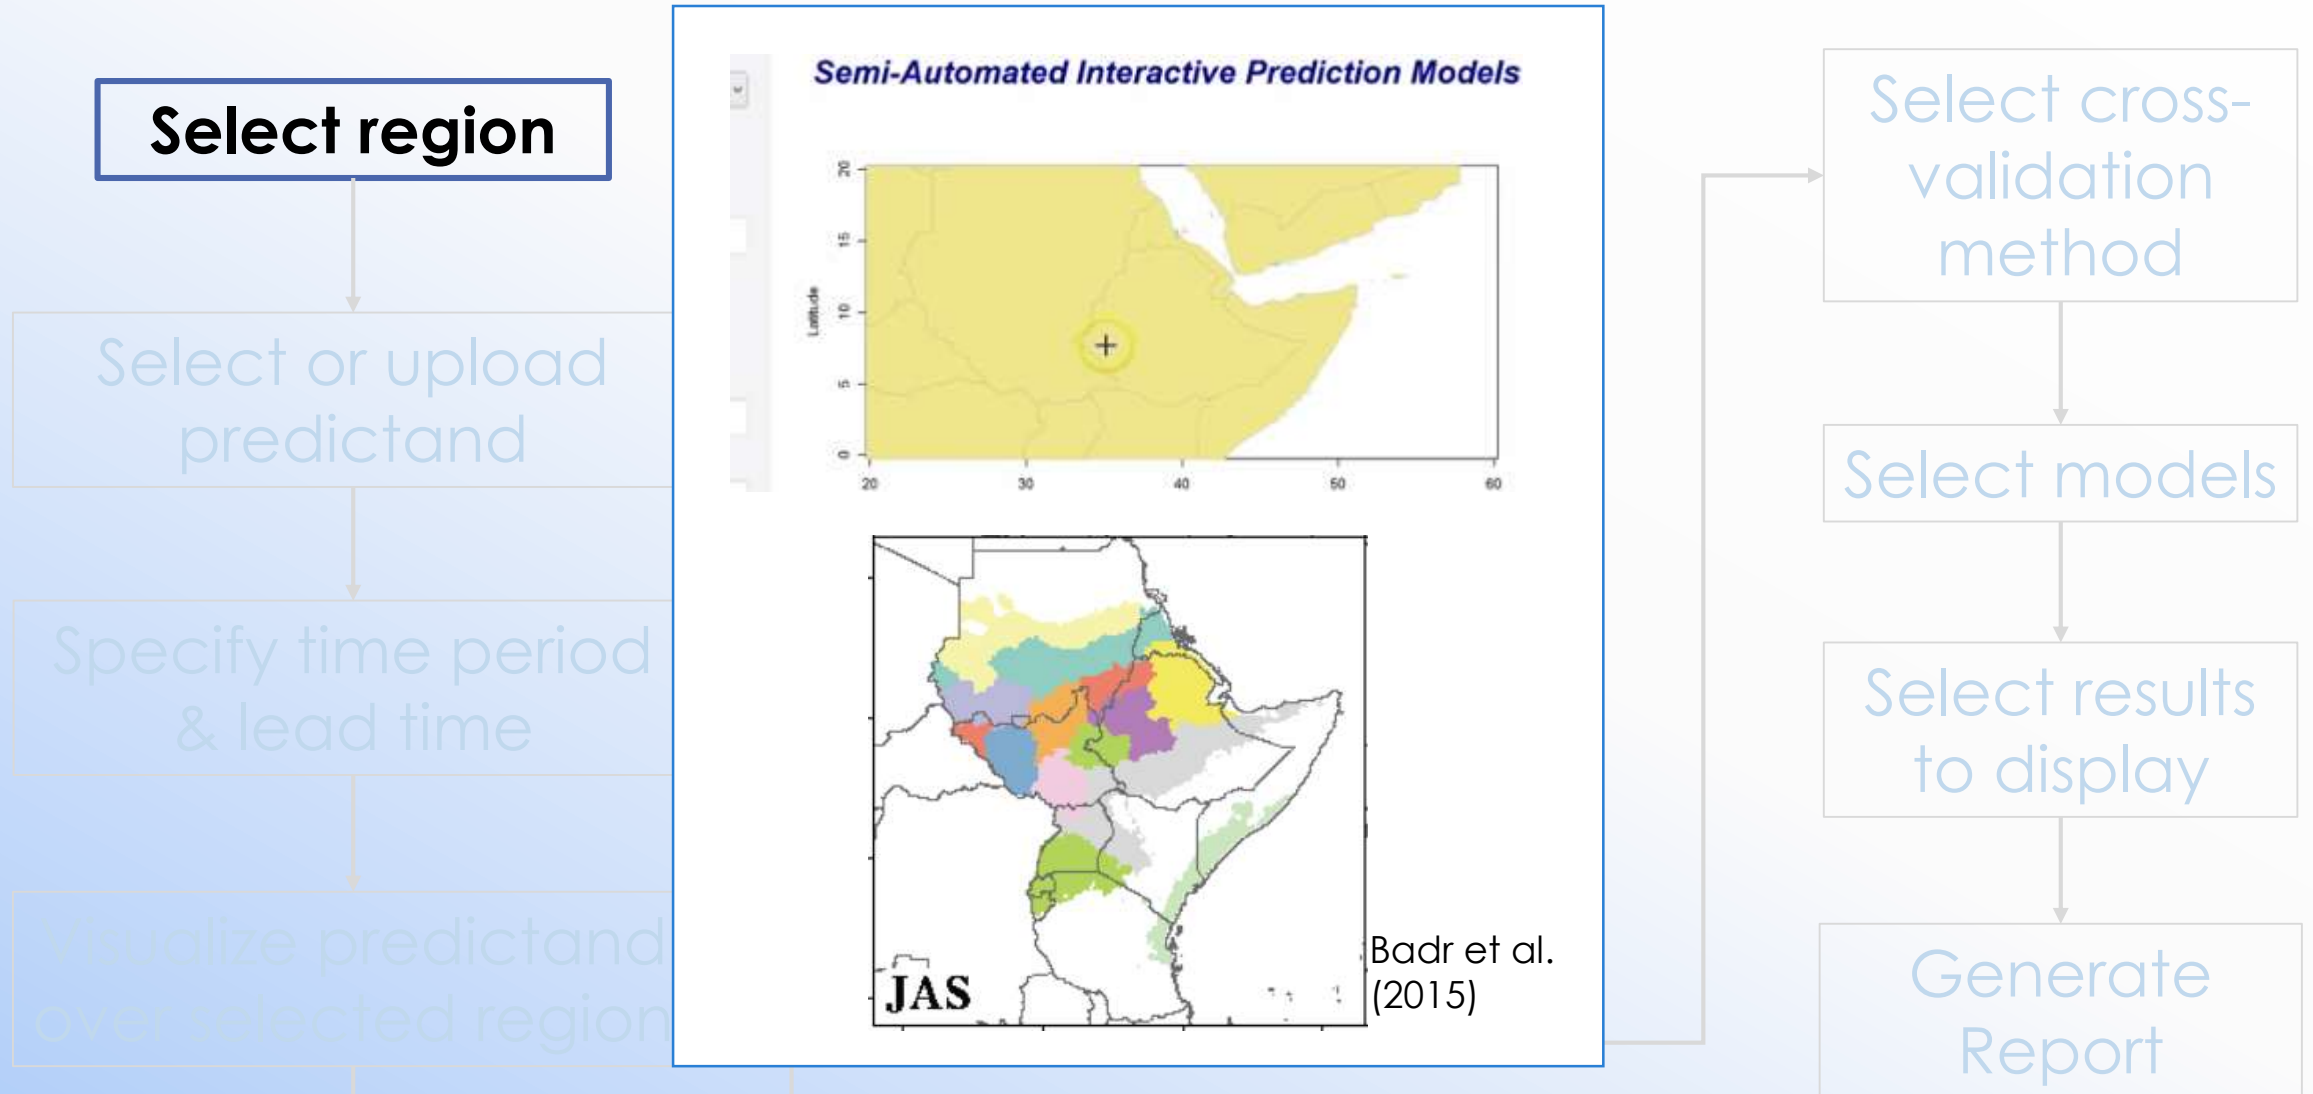 Select region
Select or upload
predictand
Specify time period
& lead time
Visualize predictand
over selected region
Semi-Automated Interactive Prediction Models
Latitude
20
15
10
5
0
20
30
40
50
60
JAS
Badr et al.
(2015)
Select cross-
validation
method
Select models
Select results
to display
Generate
Report